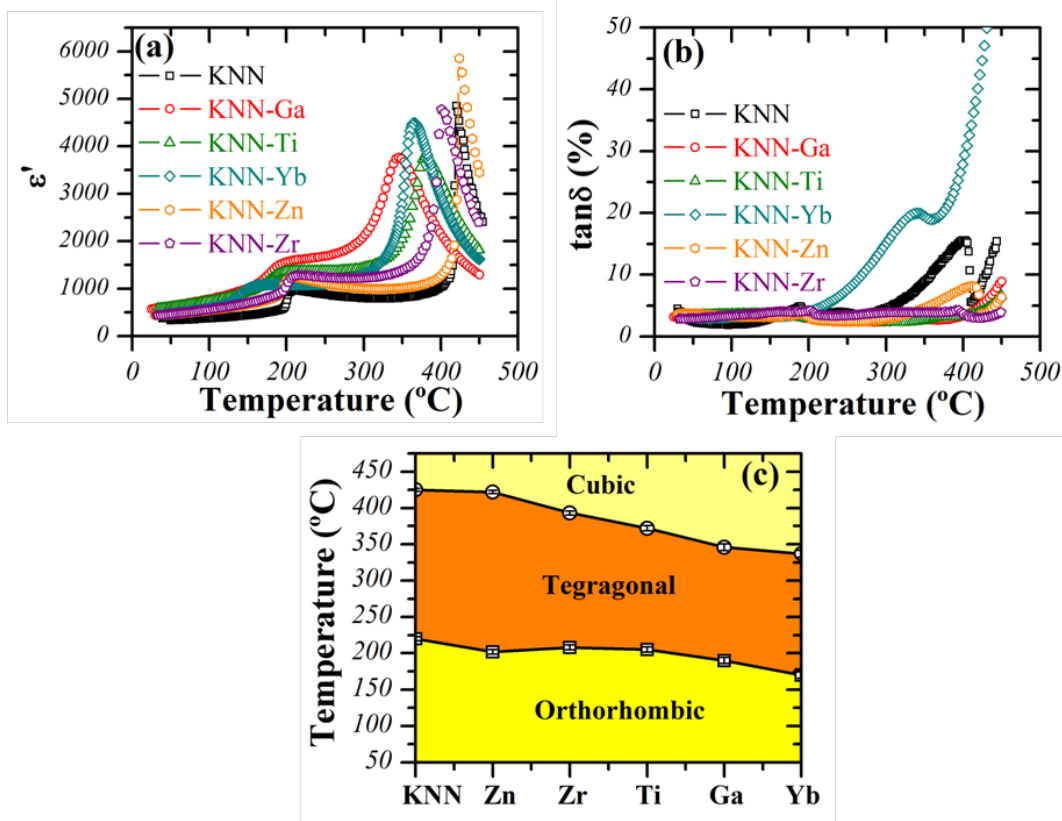 (a)
6000
5000
4000
3000
2000
1000
0
ε'
KNN
KNN-Ga
KNN-Ti
KNN-Yb
KNN-Zn
KNN-Zr
0 100 200 300 400 500
Temperature (ºC)
(b)
50
40
30
20
10
0
tanδ (%)
KNN
KNN-Ga
KNN-Ti
KNN-Yb
KNN-Zn
KNN-Zr
0 100 200 300 400 500
Temperature (ºC)
(c)
450
400
350
300
250
200
150
100
50
Temperature (ºC)
Cubic
Tegragonal
Orthorhombic
KNN Zn Zr Ti Ga Yb